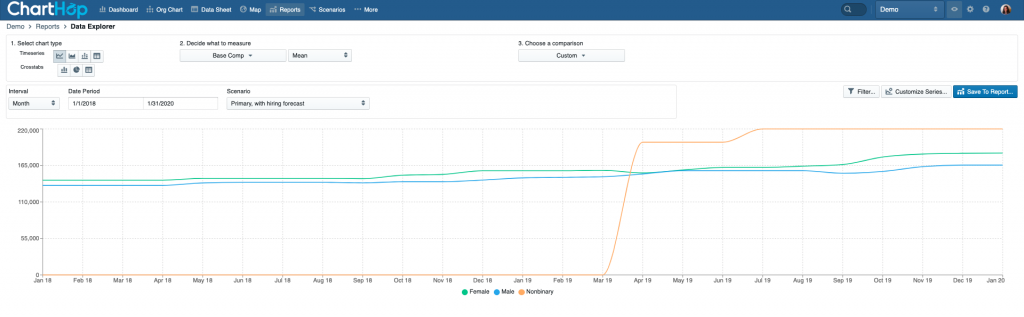 ChartHop Dashboard Org Chart Data Sheet Map Reports Scenarios ··· More Demo
Demo > Reports > Data Explorer
1. Select chart type 2. Decide what to measure 3. Choose a comparison
Timeseries
Base Comp Mean Custom
Crosstabs
Interval Date Period Scenario
Month 1/1/2018 1/31/2020 Primary, with hiring forecast
Filter... Customize Series... Save To Report...
220,000
165,000
110,000
55,000
0
Jan 18 Feb 18 Mar 18 Apr 18 May 18 Jun 18 Jul 18 Aug 18 Sep 18 Oct 18 Nov 18 Dec 18 Jan 19 Feb 19 Mar 19 Apr 19 May 19 Jun 19 Jul 19 Aug 19 Sep 19 Oct 19 Nov 19 Dec 19 Jan 20
Female Male Nonbinary